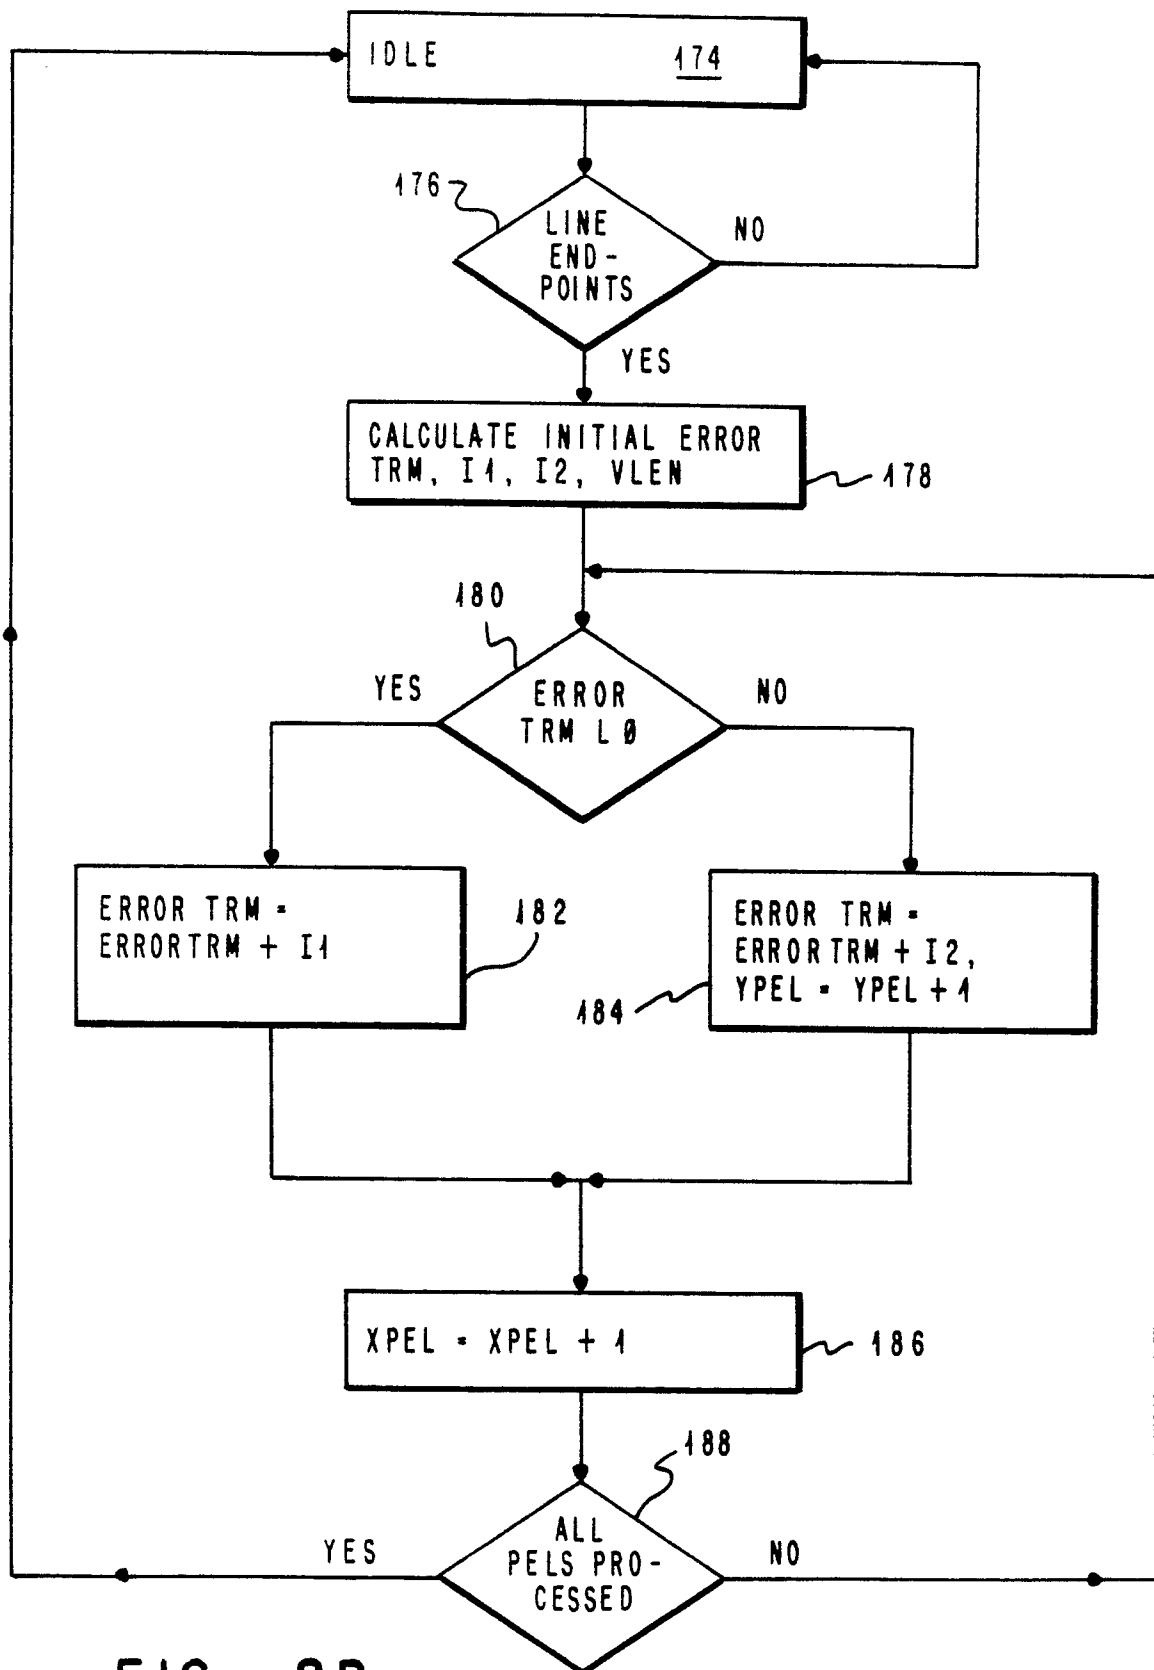 IDLE 174
176
LINE
END-
POINTS
NO
YES
CALCULATE INITIAL ERROR
TRM, I1, I2, VLEN
178
180
YES
ERROR
TRM L 0
NO
ERROR TRM =
ERRORTRM + I1
182
ERROR TRM =
ERRORTRM + I2,
YPEL = YPEL + 1
184
XPEL = XPEL + 1
186
188
YES
ALL
PELS PRO-
CESSED
NO